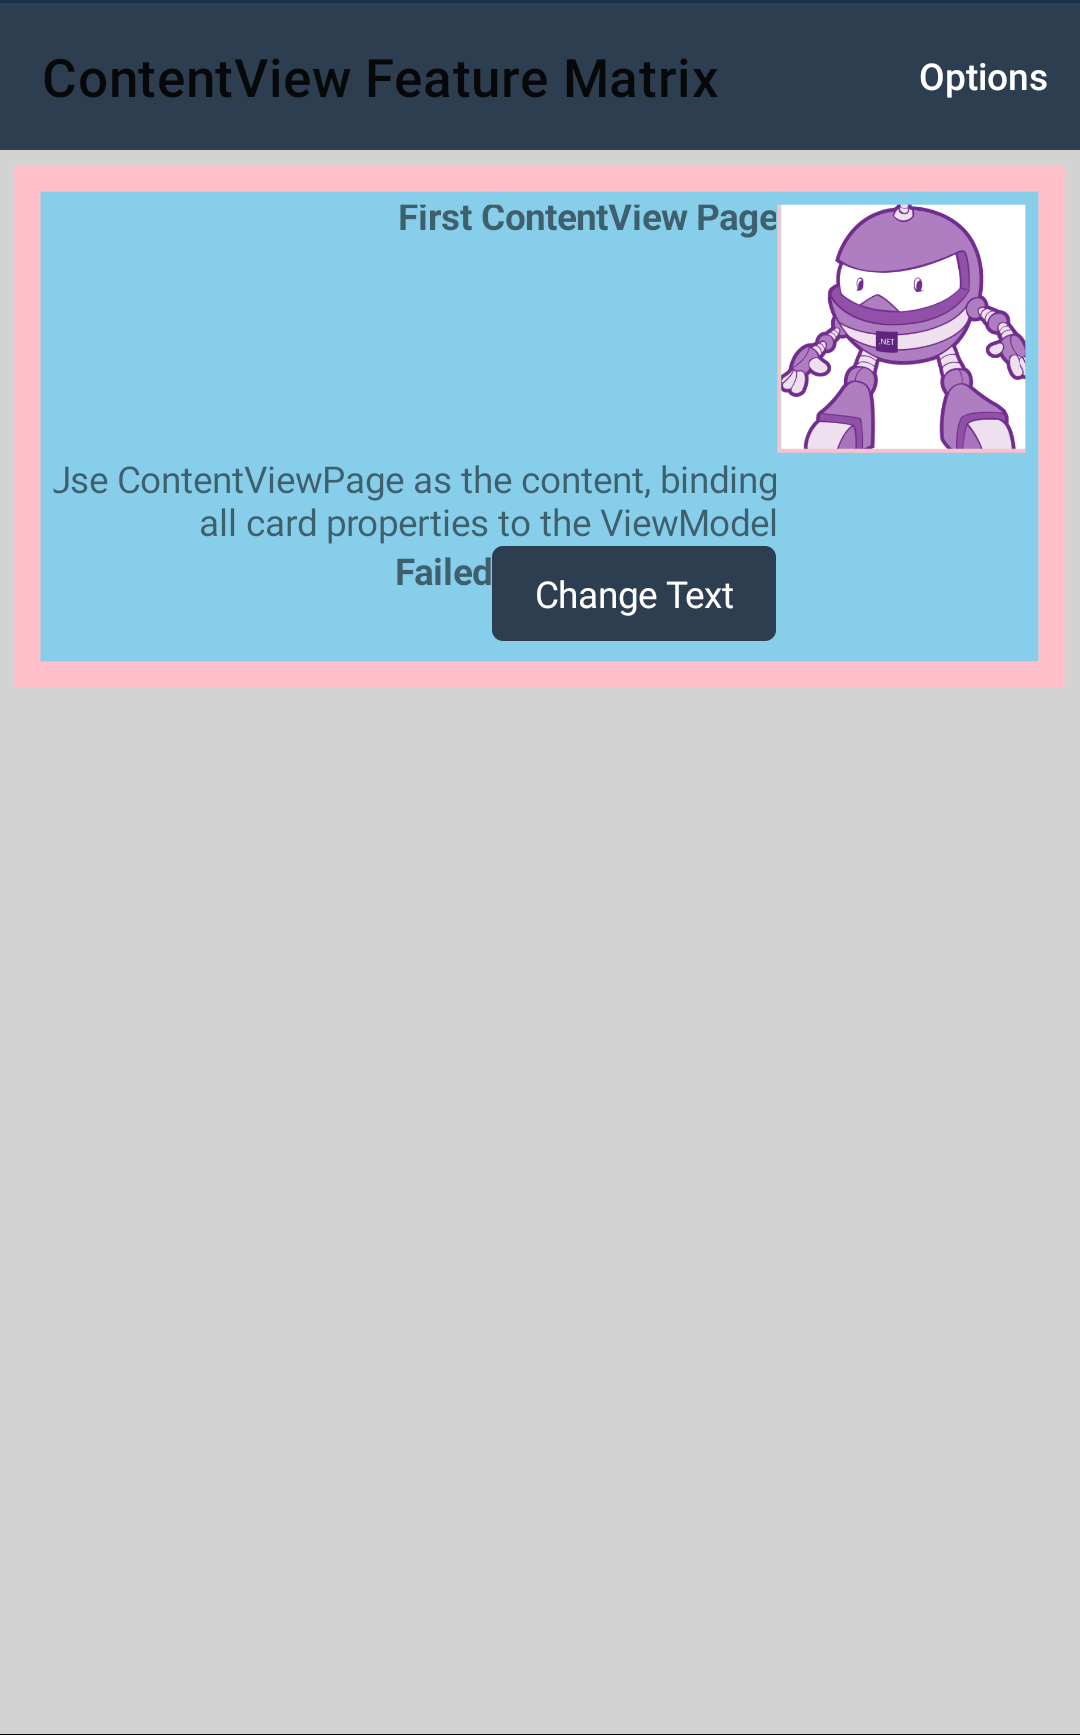 ContentView Feature Matrix
Options
First ContentView Page
.NET
Jse ContentViewPage as the content, binding
all card properties to the ViewModel
Failed
Change Text